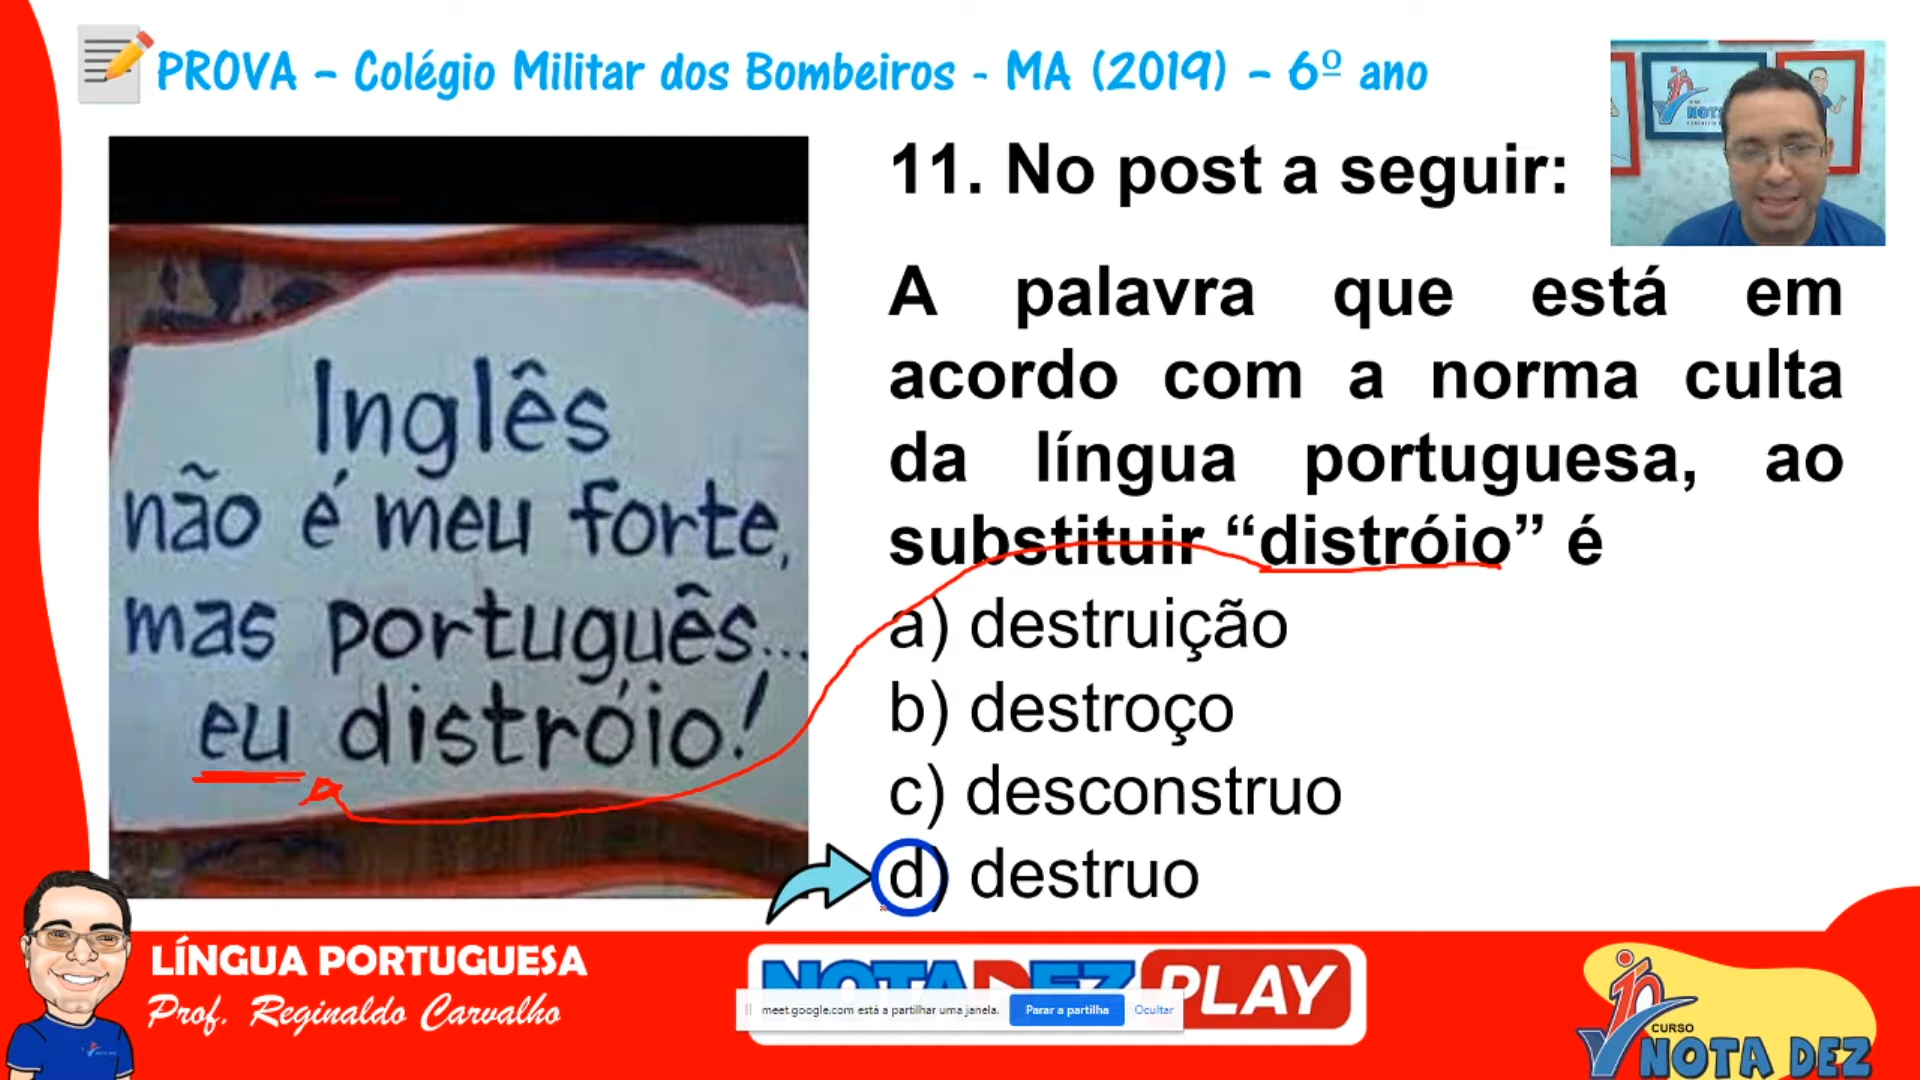 PROVA – Colégio Militar dos Bombeiros - MA (2019) – 6º ano
Inglês
não é meu forte,
mas português...
eu distróio!
11. No post a seguir:
A palavra que está em
acordo com a norma culta
da língua portuguesa, ao
substituir “distróio” é
a) destruição
b) destroço
c) desconstruo
d) destruo
LÍNGUA PORTUGUESA
Prof. Reginaldo Carvalho
NOTA DEZ PLAY
meet.google.com está a partilhar uma janela. Parar a partilha Ocultar
CURSO
NOTA DEZ